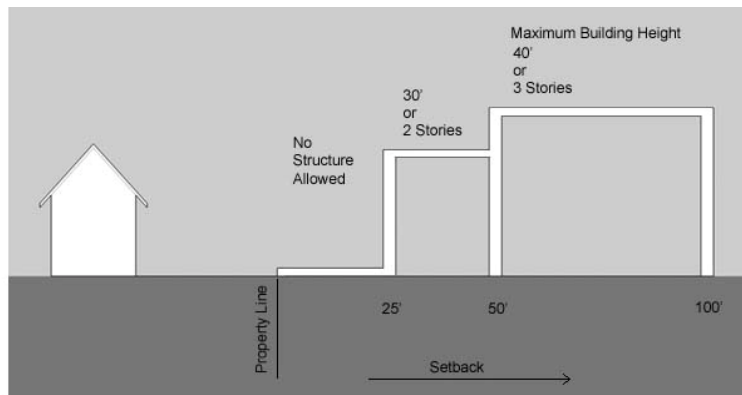 Maximum Building Height
40'
or
3 Stories
30'
or
2 Stories
No
Structure
Allowed
Property Line
25'
50'
100'
Setback